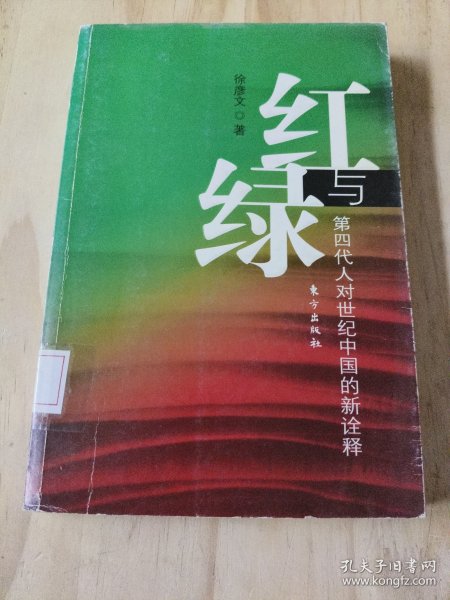 徐彦文◎著
红与绿
第四代人对世纪中国的新诠释
东方出版社
孔夫子旧书网
www.kongfz.com